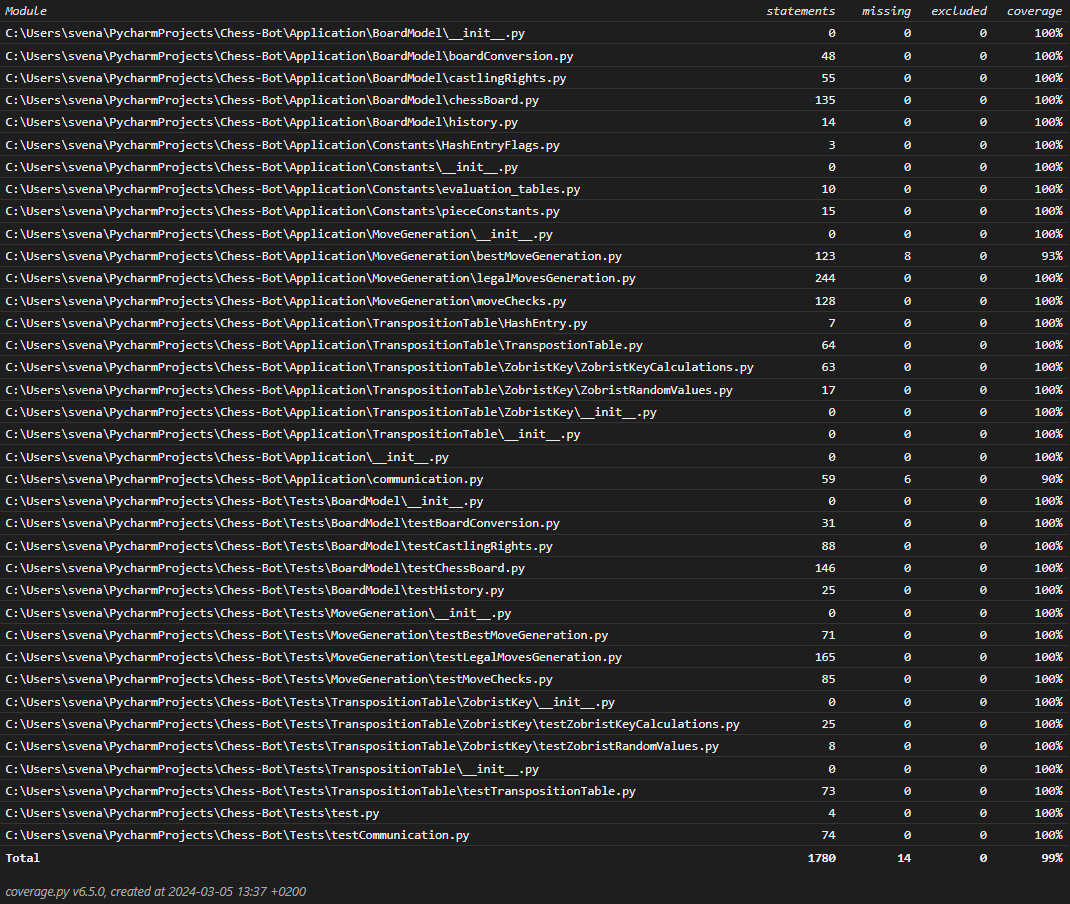 Module statements missing excluded coverage
C:\Users\svena\PycharmProjects\Chess-Bot\Application\BoardModel\__init__.py 0 0 0 100%
C:\Users\svena\PycharmProjects\Chess-Bot\Application\BoardModel\boardConversion.py 48 0 0 100%
C:\Users\svena\PycharmProjects\Chess-Bot\Application\BoardModel\castlingRights.py 55 0 0 100%
C:\Users\svena\PycharmProjects\Chess-Bot\Application\BoardModel\chessBoard.py 135 0 0 100%
C:\Users\svena\PycharmProjects\Chess-Bot\Application\BoardModel\history.py 14 0 0 100%
C:\Users\svena\PycharmProjects\Chess-Bot\Application\Constants\HashEntryFlags.py 3 0 0 100%
C:\Users\svena\PycharmProjects\Chess-Bot\Application\Constants\__init__.py 0 0 0 100%
C:\Users\svena\PycharmProjects\Chess-Bot\Application\Constants\evaluation_tables.py 10 0 0 100%
C:\Users\svena\PycharmProjects\Chess-Bot\Application\Constants\pieceConstants.py 15 0 0 100%
C:\Users\svena\PycharmProjects\Chess-Bot\Application\MoveGeneration\__init__.py 0 0 0 100%
C:\Users\svena\PycharmProjects\Chess-Bot\Application\MoveGeneration\bestMoveGeneration.py 123 8 0 93%
C:\Users\svena\PycharmProjects\Chess-Bot\Application\MoveGeneration\legalMovesGeneration.py 244 0 0 100%
C:\Users\svena\PycharmProjects\Chess-Bot\Application\MoveGeneration\moveChecks.py 128 0 0 100%
C:\Users\svena\PycharmProjects\Chess-Bot\Application\TranspositionTable\HashEntry.py 7 0 0 100%
C:\Users\svena\PycharmProjects\Chess-Bot\Application\TranspositionTable\TranspostionTable.py 64 0 0 100%
C:\Users\svena\PycharmProjects\Chess-Bot\Application\TranspositionTable\ZobristKey\ZobristKeyCalculations.py 63 0 0 100%
C:\Users\svena\PycharmProjects\Chess-Bot\Application\TranspositionTable\ZobristKey\ZobristRandomValues.py 17 0 0 100%
C:\Users\svena\PycharmProjects\Chess-Bot\Application\TranspositionTable\ZobristKey\__init__.py 0 0 0 100%
C:\Users\svena\PycharmProjects\Chess-Bot\Application\TranspositionTable\__init__.py 0 0 0 100%
C:\Users\svena\PycharmProjects\Chess-Bot\Application\__init__.py 0 0 0 100%
C:\Users\svena\PycharmProjects\Chess-Bot\Application\communication.py 59 6 0 90%
C:\Users\svena\PycharmProjects\Chess-Bot\Tests\BoardModel\__init__.py 0 0 0 100%
C:\Users\svena\PycharmProjects\Chess-Bot\Tests\BoardModel\testBoardConversion.py 31 0 0 100%
C:\Users\svena\PycharmProjects\Chess-Bot\Tests\BoardModel\testCastlingRights.py 88 0 0 100%
C:\Users\svena\PycharmProjects\Chess-Bot\Tests\BoardModel\testChessBoard.py 146 0 0 100%
C:\Users\svena\PycharmProjects\Chess-Bot\Tests\BoardModel\testHistory.py 25 0 0 100%
C:\Users\svena\PycharmProjects\Chess-Bot\Tests\MoveGeneration\__init__.py 0 0 0 100%
C:\Users\svena\PycharmProjects\Chess-Bot\Tests\MoveGeneration\testBestMoveGeneration.py 71 0 0 100%
C:\Users\svena\PycharmProjects\Chess-Bot\Tests\MoveGeneration\testLegalMovesGeneration.py 165 0 0 100%
C:\Users\svena\PycharmProjects\Chess-Bot\Tests\MoveGeneration\testMoveChecks.py 85 0 0 100%
C:\Users\svena\PycharmProjects\Chess-Bot\Tests\TranspositionTable\ZobristKey\__init__.py 0 0 0 100%
C:\Users\svena\PycharmProjects\Chess-Bot\Tests\TranspositionTable\ZobristKey\testZobristKeyCalculations.py 25 0 0 100%
C:\Users\svena\PycharmProjects\Chess-Bot\Tests\TranspositionTable\ZobristKey\testZobristRandomValues.py 8 0 0 100%
C:\Users\svena\PycharmProjects\Chess-Bot\Tests\TranspositionTable\__init__.py 0 0 0 100%
C:\Users\svena\PycharmProjects\Chess-Bot\Tests\TranspositionTable\testTranspositionTable.py 73 0 0 100%
C:\Users\svena\PycharmProjects\Chess-Bot\Tests\test.py 4 0 0 100%
C:\Users\svena\PycharmProjects\Chess-Bot\Tests\testCommunication.py 74 0 0 100%
Total 1780 14 0 99%
coverage.py v6.5.0, created at 2024-03-05 13:37 +0200